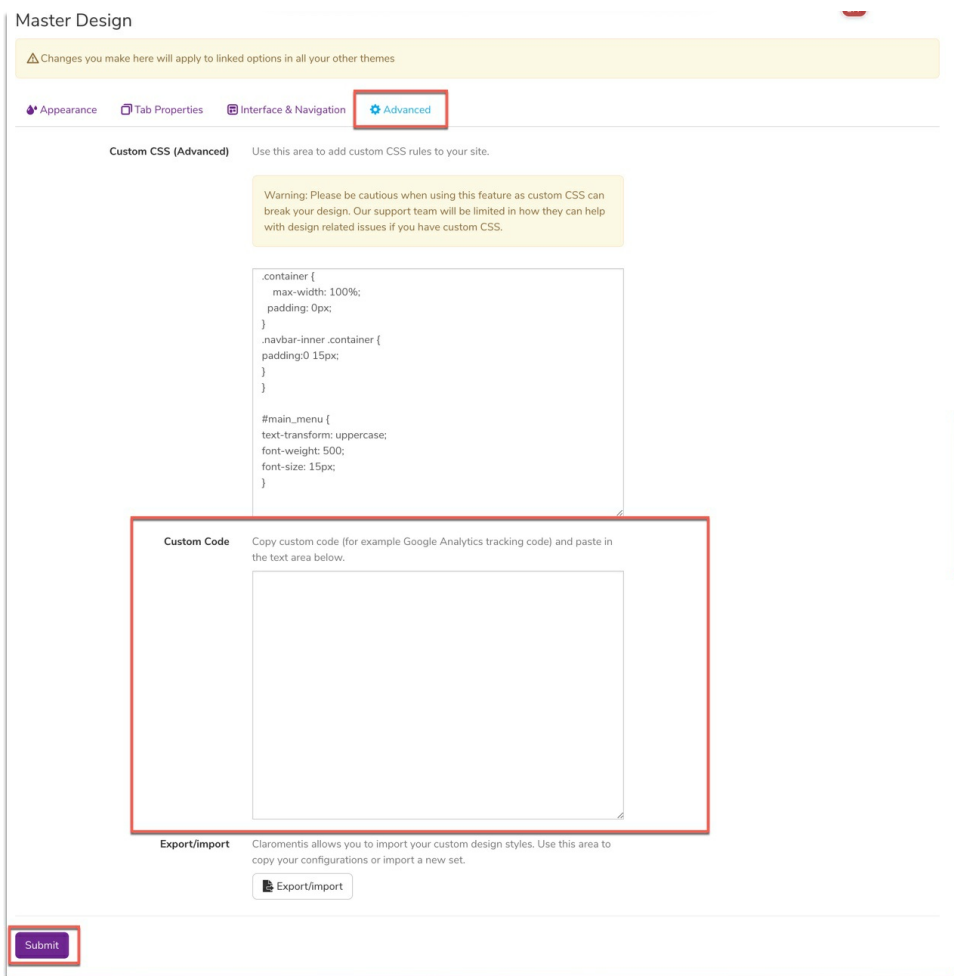 Master Design
Changes you make here will apply to linked options in all your other themes
Appearance Tab Properties Interface & Navigation Advanced
Custom CSS (Advanced) Use this area to add custom CSS rules to your site.
Warning: Please be cautious when using this feature as custom CSS can
break your design. Our support team will be limited in how they can help
with design related issues if you have custom CSS.
.container {
max-width: 100%;
padding: 0px;
}
.navbar-inner .container {
padding:0 15px;
}
}
#main_menu {
text-transform: uppercase;
font-weight: 500;
font-size: 15px;
}
Custom Code Copy custom code (for example Google Analytics tracking code) and paste in
the text area below.
Export/import Claromentis allows you to import your custom design styles. Use this area to
copy your configurations or import a new set.
Export/import
Submit